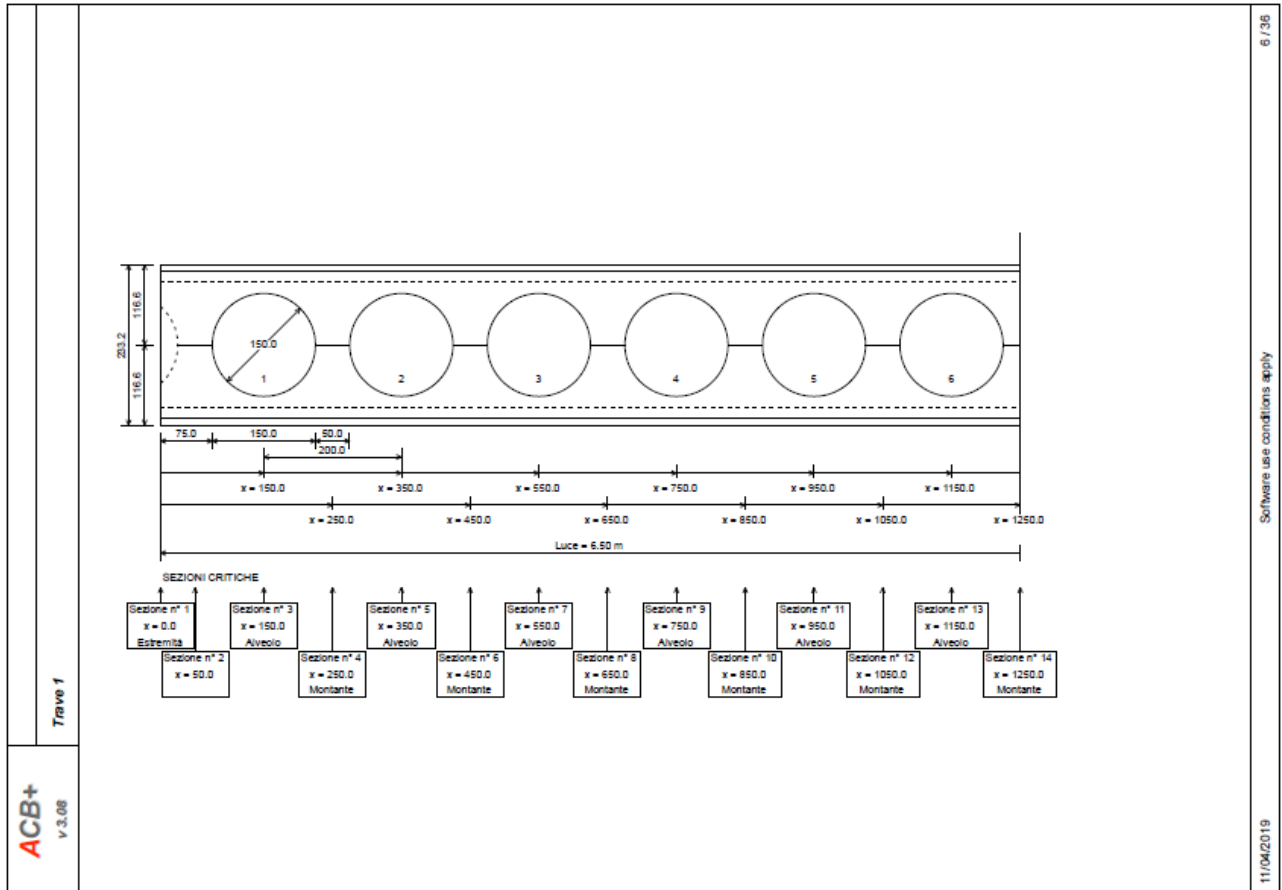 ACB+
v 3.08
Trave 1
233.2
116.6
116.6
150.0
1
2
3
4
5
6
75.0
150.0
50.0
200.0
x = 150.0
x = 350.0
x = 550.0
x = 750.0
x = 950.0
x = 1150.0
x = 250.0
x = 450.0
x = 650.0
x = 850.0
x = 1050.0
x = 1250.0
Luce = 6.50 m
SEZIONI CRITICHE
Sezione n° 1
x = 0.0
Estremità
Sezione n° 2
x = 50.0
Sezione n° 3
x = 150.0
Alveolo
Sezione n° 4
x = 250.0
Montante
Sezione n° 5
x = 350.0
Alveolo
Sezione n° 6
x = 450.0
Montante
Sezione n° 7
x = 550.0
Alveolo
Sezione n° 8
x = 650.0
Montante
Sezione n° 9
x = 750.0
Alveolo
Sezione n° 10
x = 850.0
Montante
Sezione n° 11
x = 950.0
Alveolo
Sezione n° 12
x = 1050.0
Montante
Sezione n° 13
x = 1150.0
Alveolo
Sezione n° 14
x = 1250.0
Montante
11/04/2019
Software use conditions apply
6 / 36